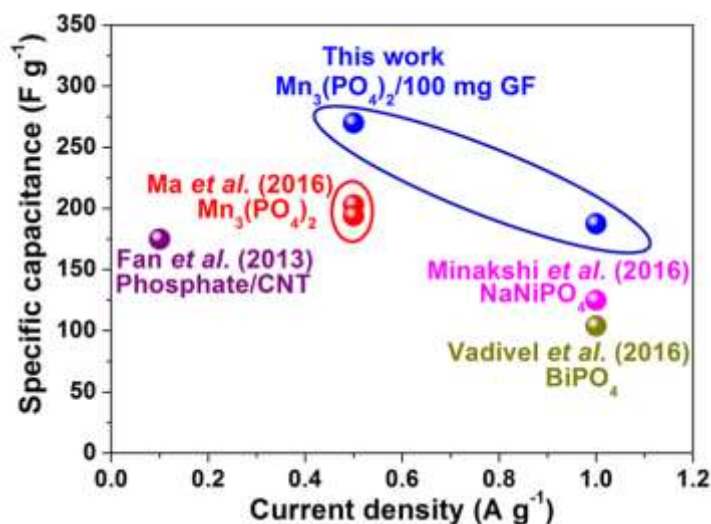 Specific capacitance (F g⁻¹)
350
300
250
200
150
100
50
0
This work
Mn₃(PO₄)₂/100 mg GF
Ma et al. (2016)
Mn₃(PO₄)₂
Fan et al. (2013)
Phosphate/CNT
Minakshi et al. (2016)
NaNiPO₄
Vadivel et al. (2016)
BiPO₄
0.0 0.2 0.4 0.6 0.8 1.0 1.2
Current density (A g⁻¹)